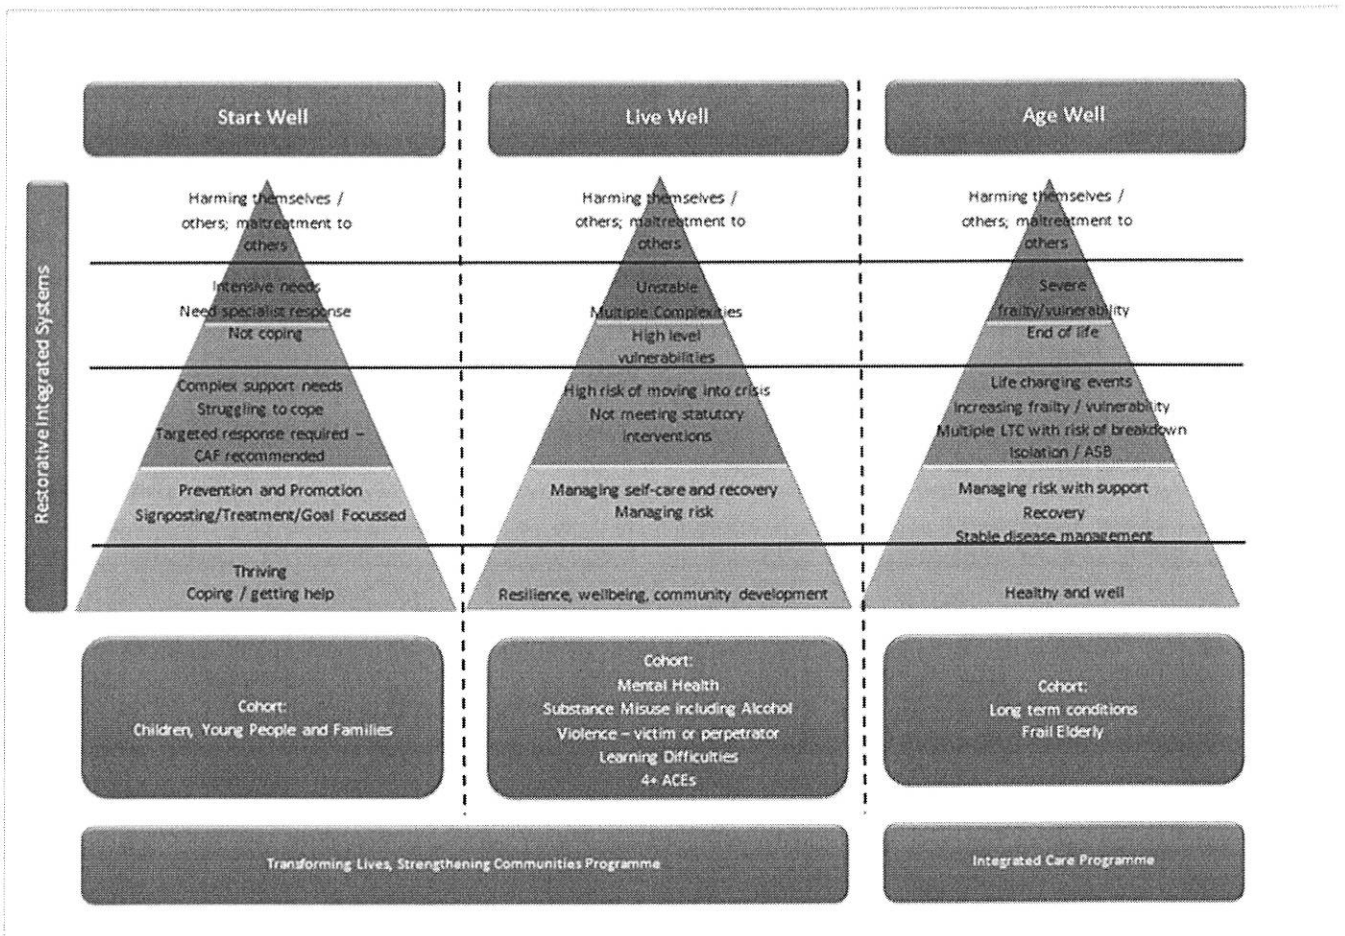 Start Well
Live Well
Age Well
Restorative Integrated Systems
Harming themselves /
others; maltreatment to
others
Intensive needs
Need specialist response
Not coping
Complex support needs
Struggling to cope
Targeted response required –
CAF recommended
Prevention and Promotion
Signposting/Treatment/Goal Focussed
Thriving
Coping / getting help
Harming themselves /
others; maltreatment to
others
Unstable
Multiple Complexities
High level
vulnerabilities
High risk of moving into crisis
Not meeting statutory
interventions
Managing self-care and recovery
Managing risk
Resilience, wellbeing, community development
Harming themselves /
others; maltreatment to
others
Severe
frailty/vulnerability
End of life
Life changing events
Increasing frailty / vulnerability
Multiple LTC with risk of breakdown
Isolation / ASB
Managing risk with support
Recovery
Stable disease management
Healthy and well
Cohort:
Children, Young People and Families
Cohort:
Mental Health
Substance Misuse including Alcohol
Violence – victim or perpetrator
Learning Difficulties
4+ ACEs
Cohort:
Long term conditions
Frail Elderly
Transforming Lives, Strengthening Communities Programme
Integrated Care Programme